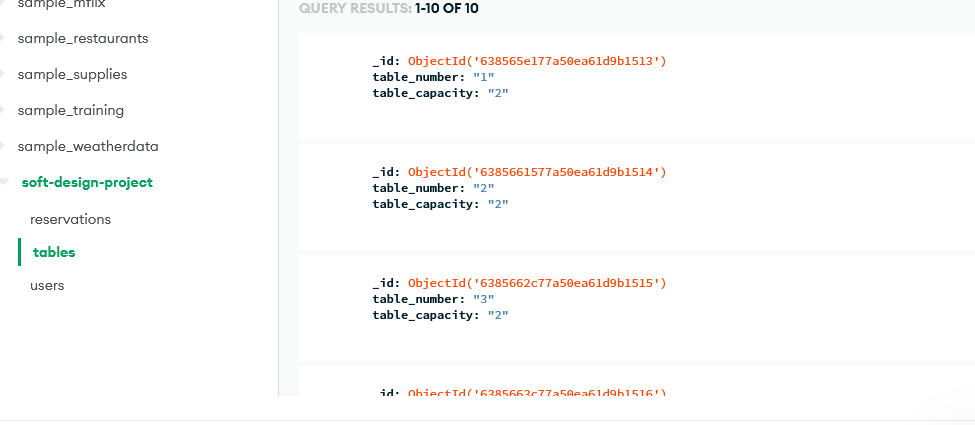 sample_mflix
sample_restaurants
sample_supplies
sample_training
sample_weatherdata
soft-design-project
reservations
tables
users
QUERY RESULTS: 1-10 OF 10
_id: ObjectId('638565e177a50ea61d9b1513')
table_number: "1"
table_capacity: "2"
_id: ObjectId('6385661577a50ea61d9b1514')
table_number: "2"
table_capacity: "2"
_id: ObjectId('6385662c77a50ea61d9b1515')
table_number: "3"
table_capacity: "2"
_id: ObjectId('6385663c77a50ea61d9b1516')